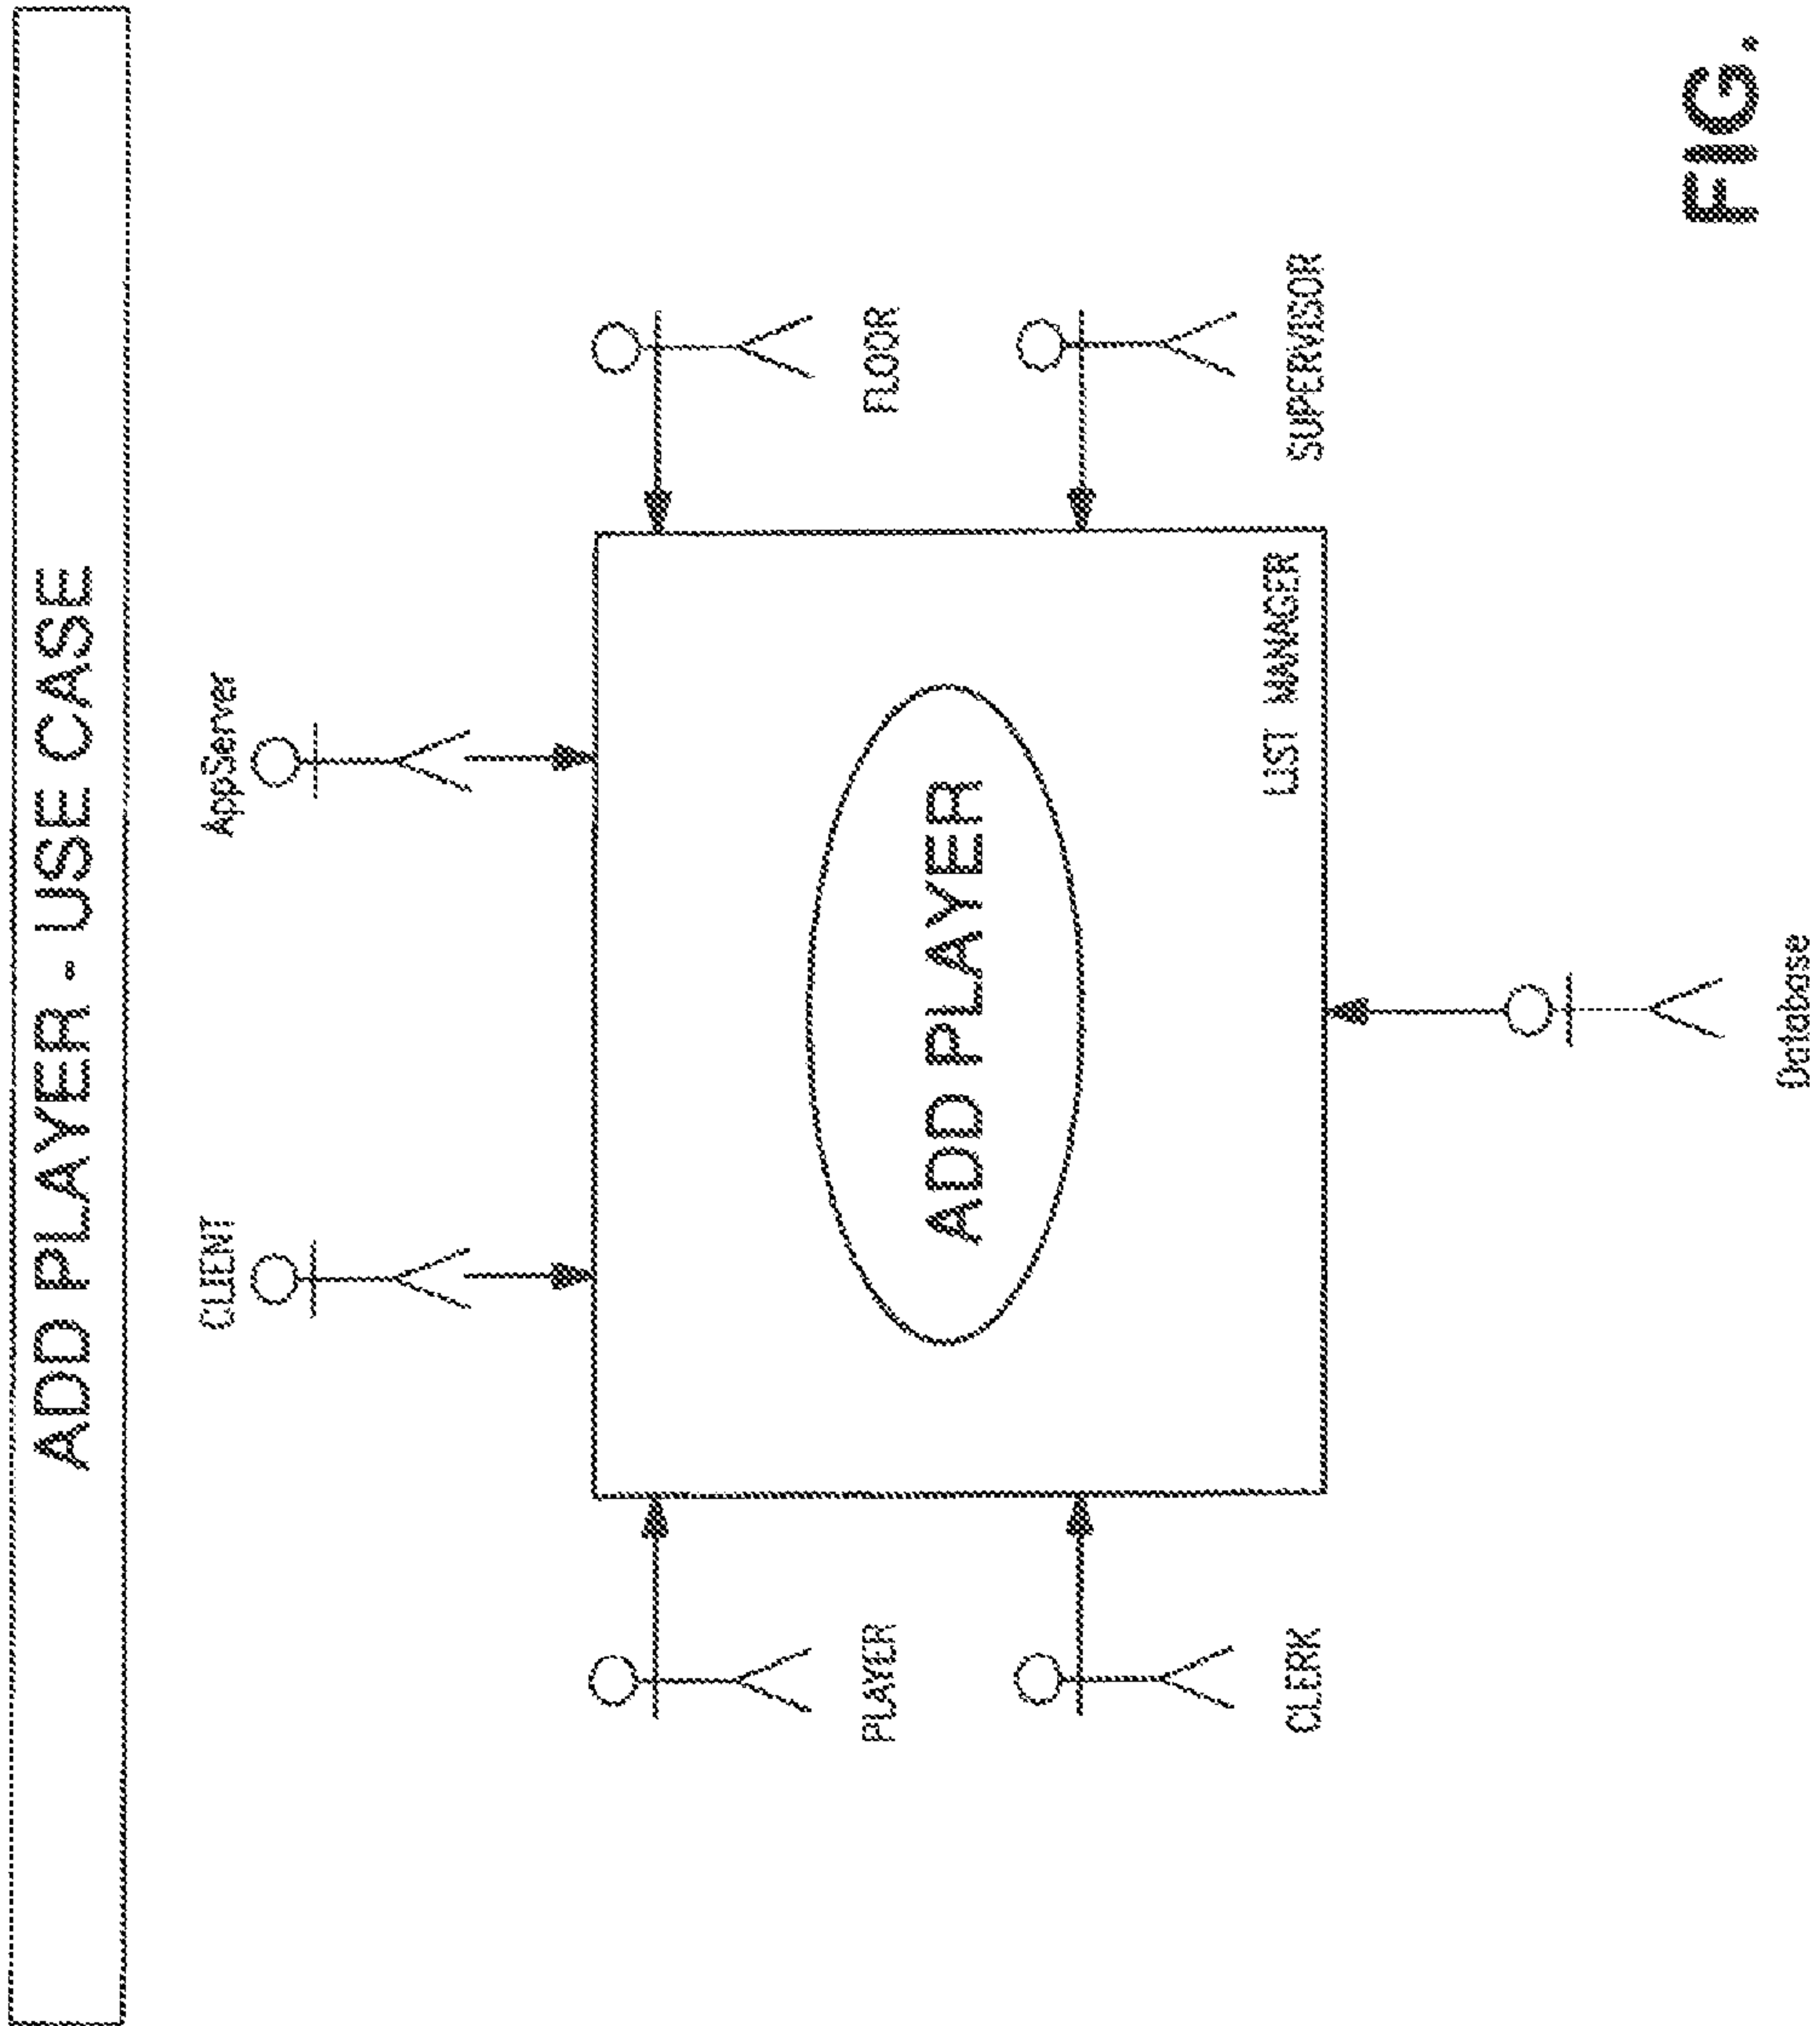 ADD PLAYER - USE CASE
CLIENT
AppServer
PLAYER
FLOOR
ADD PLAYER
CLERK
LIST MANAGER
SUPERVISOR
Database
FIG.